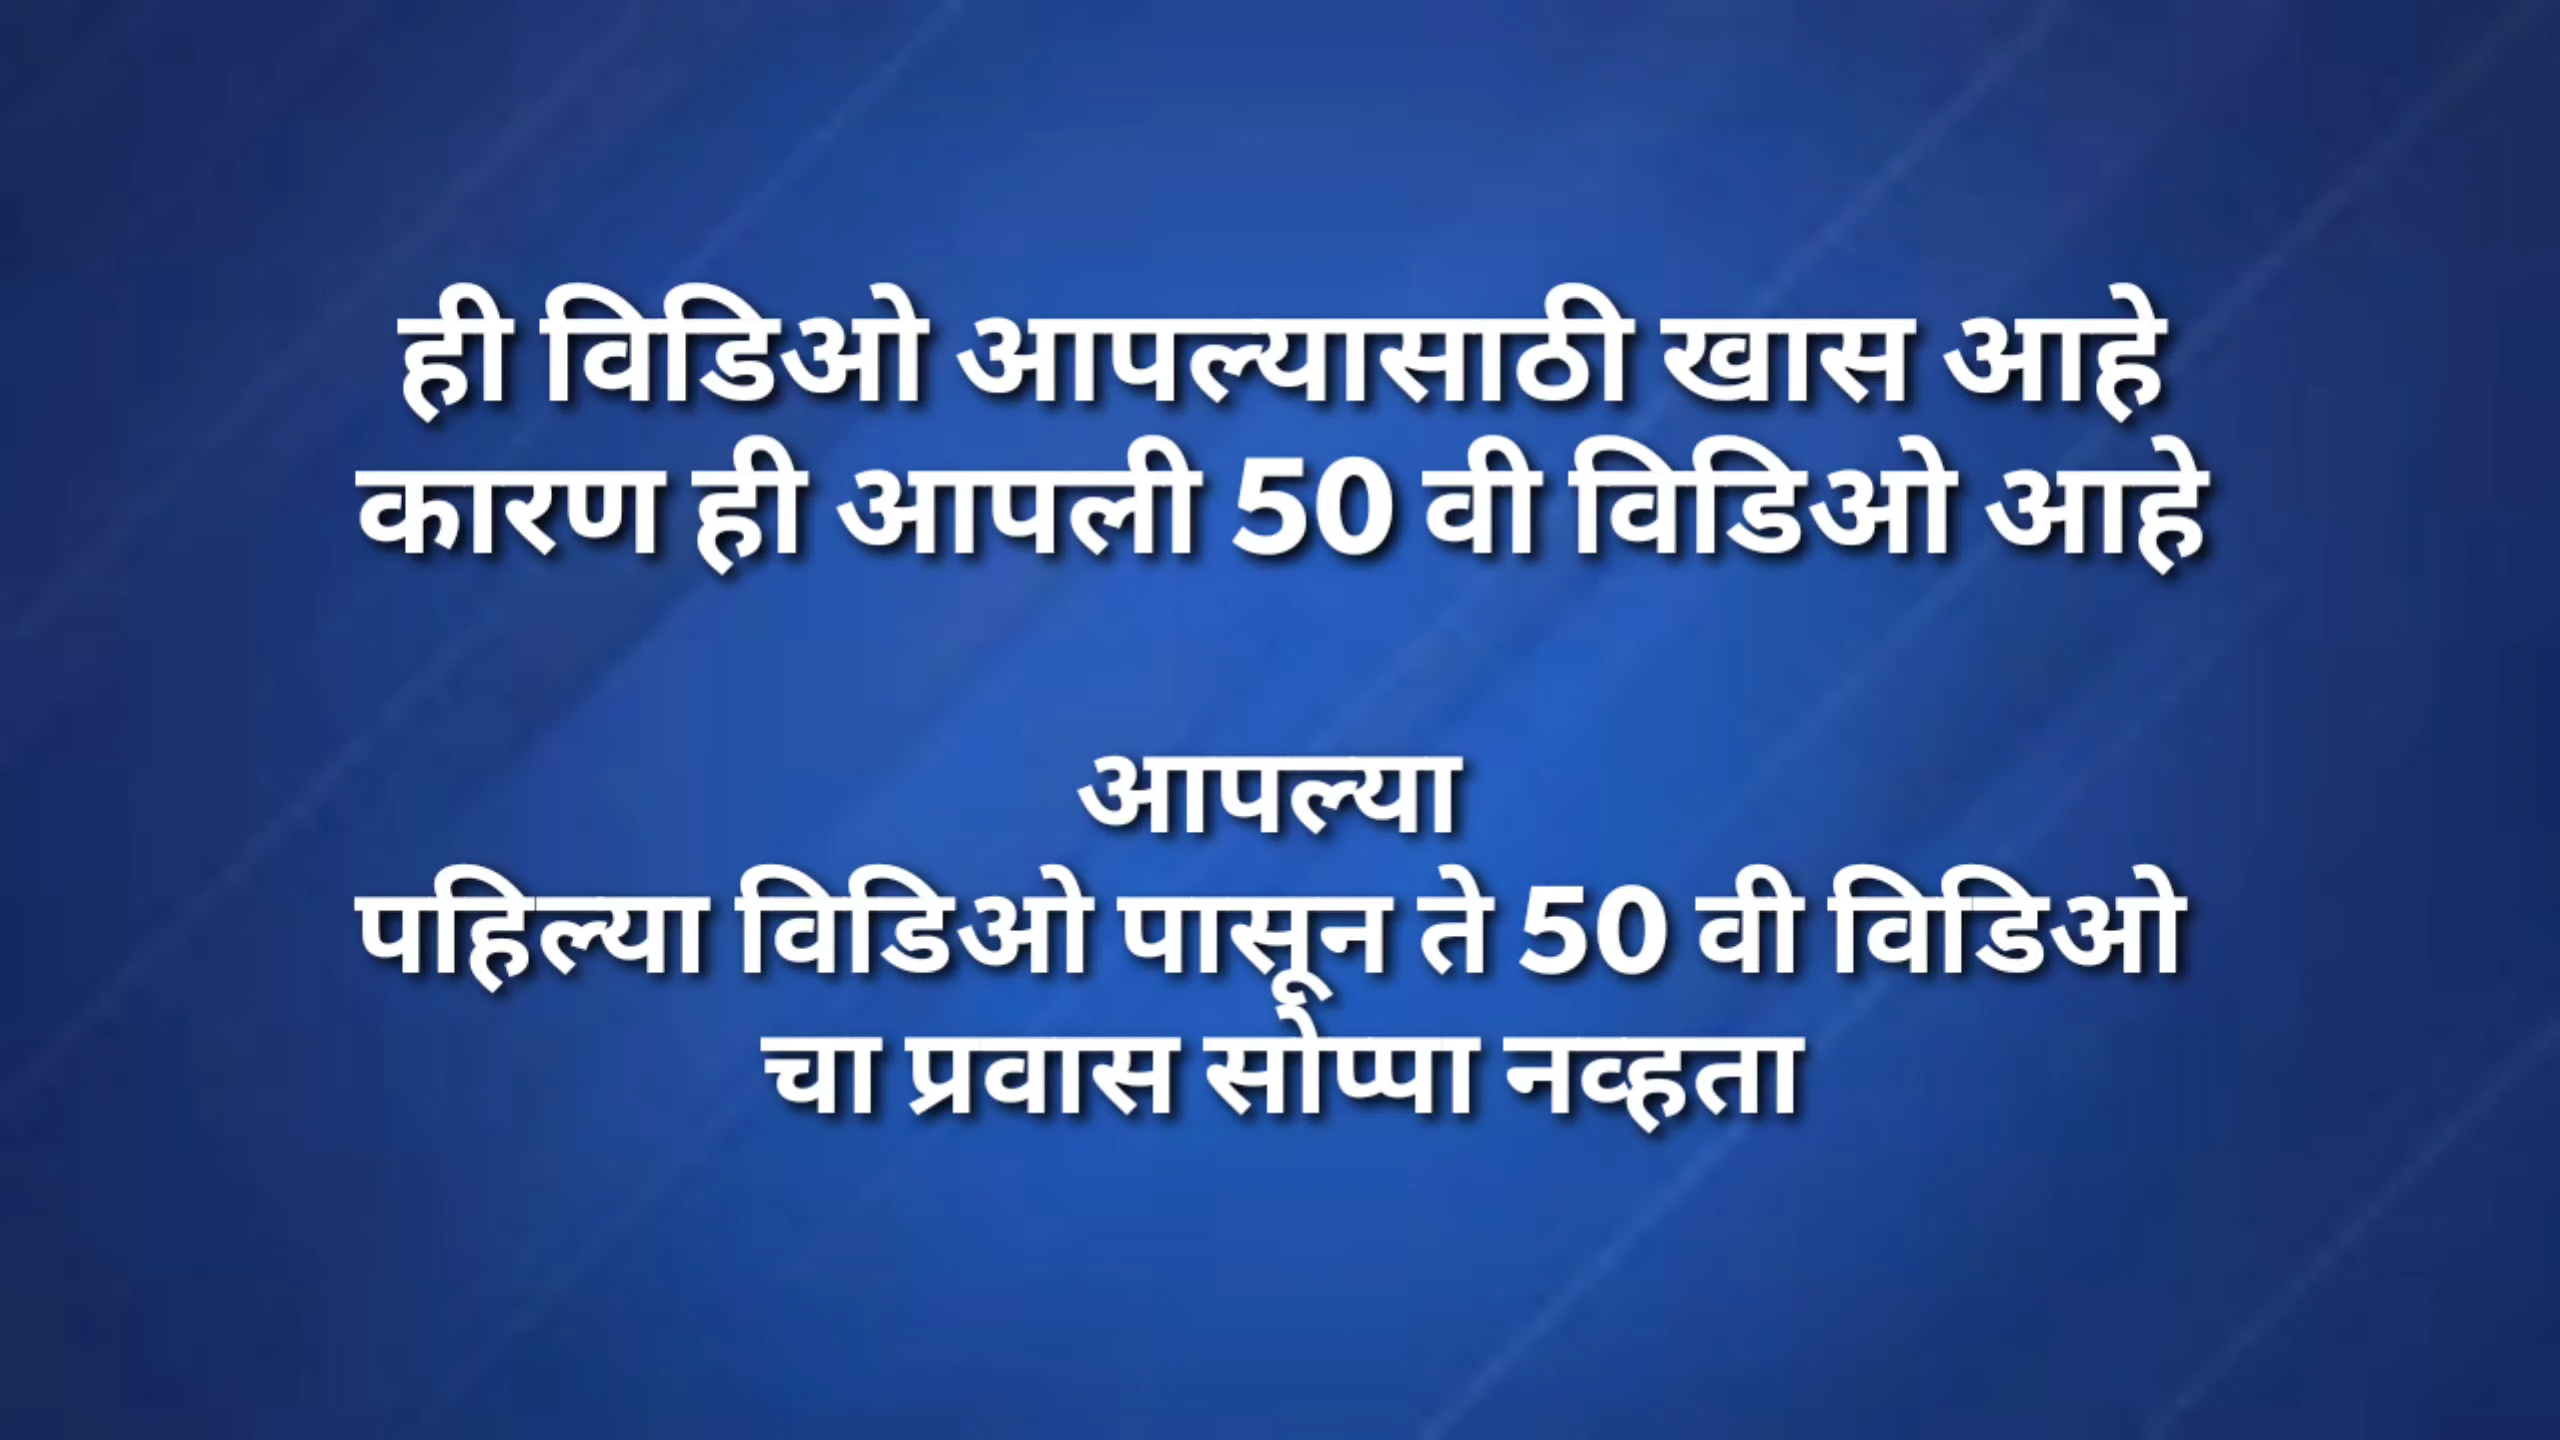 ही विडिओ आपल्यासाठी खास आहे
कारण ही आपली 50 वी विडिओ आहे
आपल्या
पहिल्या विडिओ पासून ते 50 वी विडिओ
चा प्रवास सोप्पा नव्हता